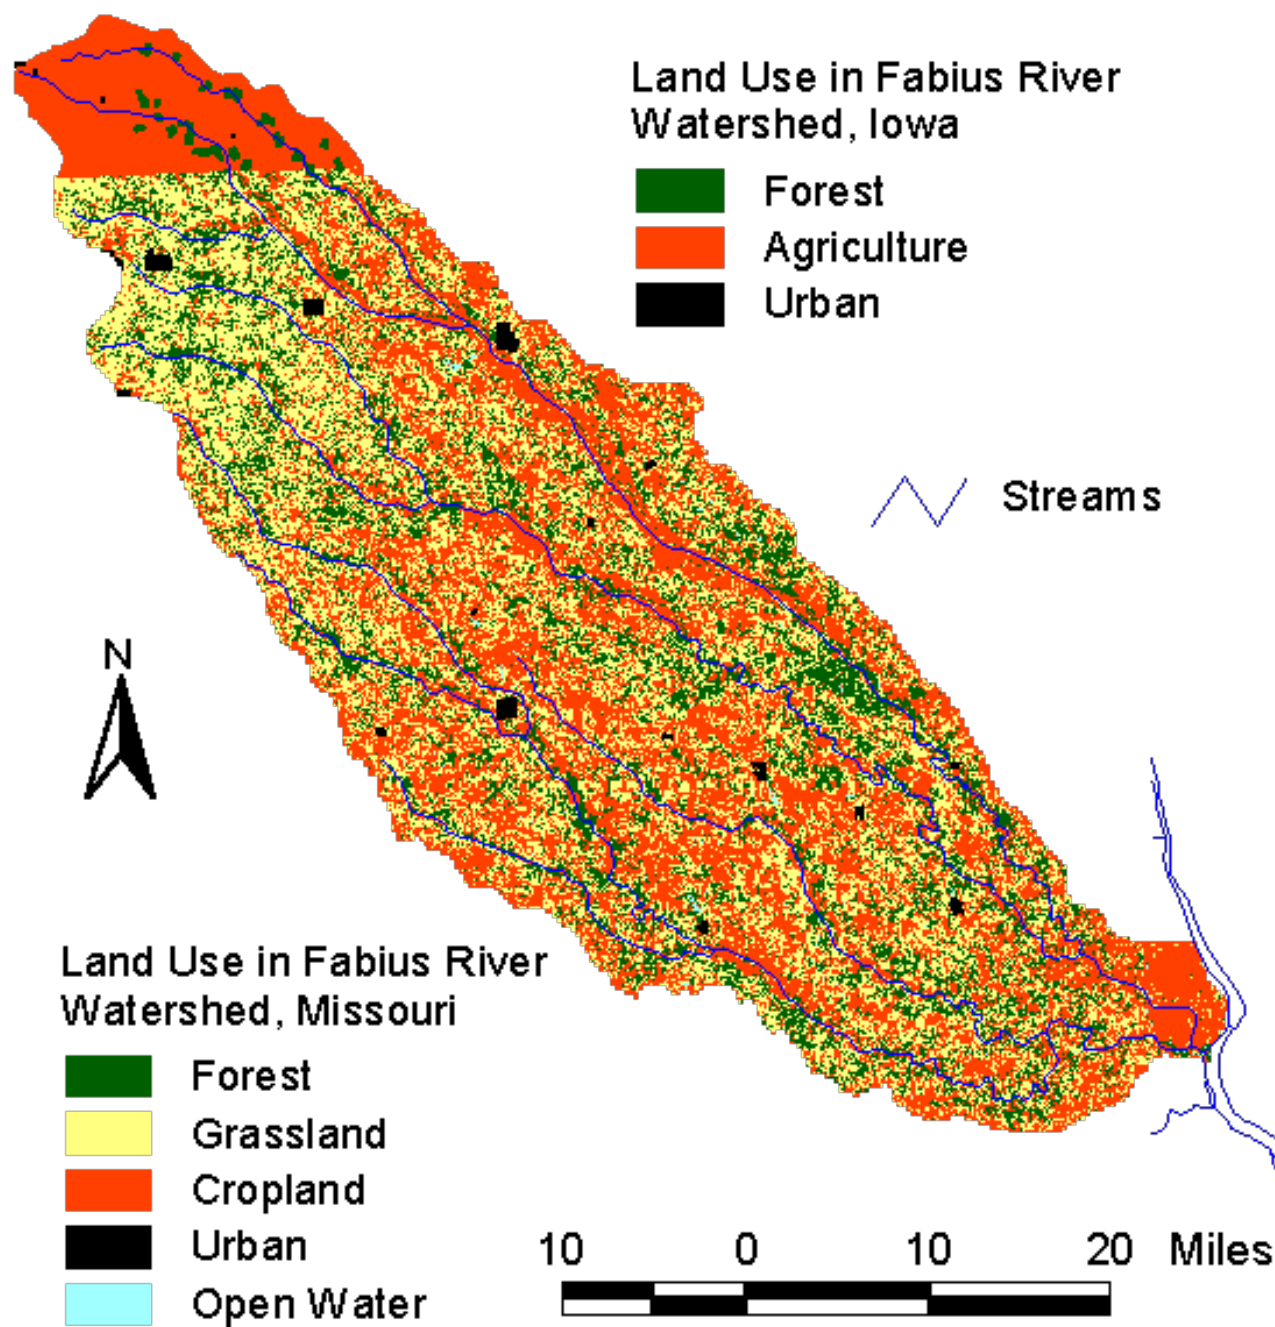 Land Use in Fabius River
Watershed, Iowa
Forest
Agriculture
Urban
Streams
N
Land Use in Fabius River
Watershed, Missouri
Forest
Grassland
Cropland
Urban
Open Water
10 0 10 20 Miles